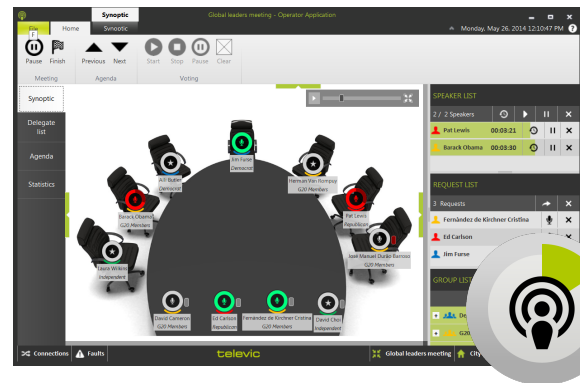 Synoptic
Global leaders meeting - Operator Application
File
Home
Synoptic
Monday, May 26, 2014 12:10:47 PM
?
F
Pause
Finish
Previous
Next
Start
Stop
Pause
Clear
Meeting
Agenda
Voting
Synoptic
Delegate
list
Agenda
Statistics
Jim Furse
Democrat
A.F. Butler
Democrat
Herman Van Rompuy
G20 Members
Barack Obama
G20 Members
Pat Lewis
Republican
José Manuel Durão Barroso
G20 Members
Tason Wilkins
Independent
David Cameron
G20 Members
Ed Carlson
Republican
Fernández de Kirchner Cristina
G20 Members
David Choi
Independent
SPEAKER LIST
2 / 2 Speakers
Pat Lewis 00:03:21
Barack Obama 00:03:30
REQUEST LIST
3 Requests
Fernández de Kirchner Cristina
Ed Carlson
Jim Furse
GROUP LIST
G20
Connections
Faults
televic
Global leaders meeting
City